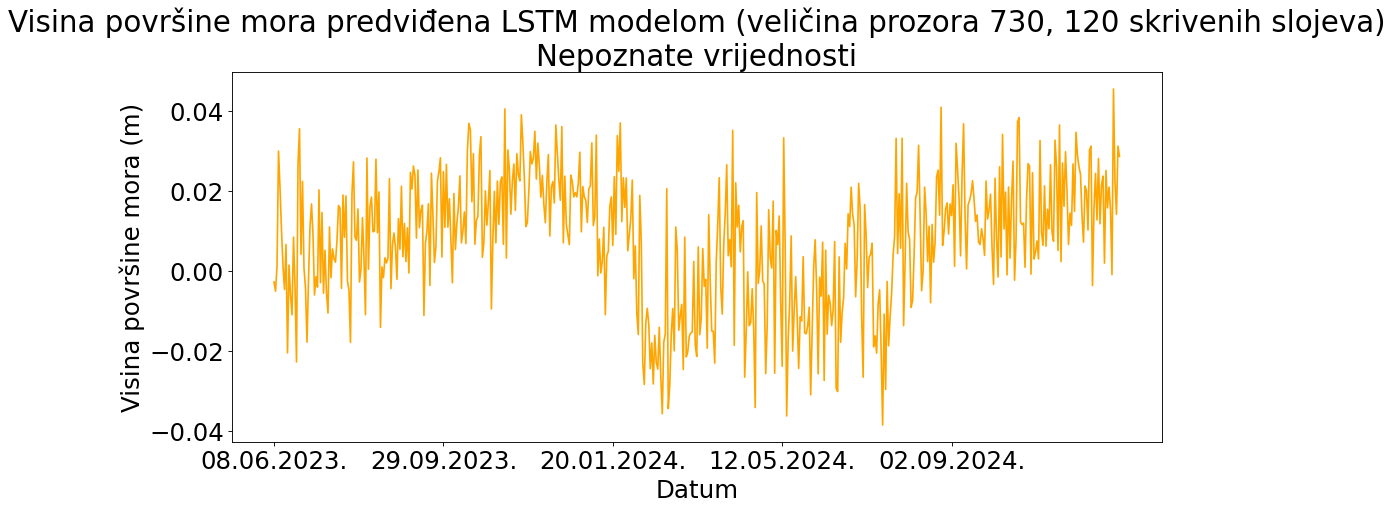 Visina površine mora predviđena LSTM modelom (veličina prozora 730, 120 skrivenih slojeva)
Nepoznate vrijednosti
Visina površine mora (m)
0.04
0.02
0.00
−0.02
−0.04
08.06.2023. 29.09.2023. 20.01.2024. 12.05.2024. 02.09.2024.
Datum